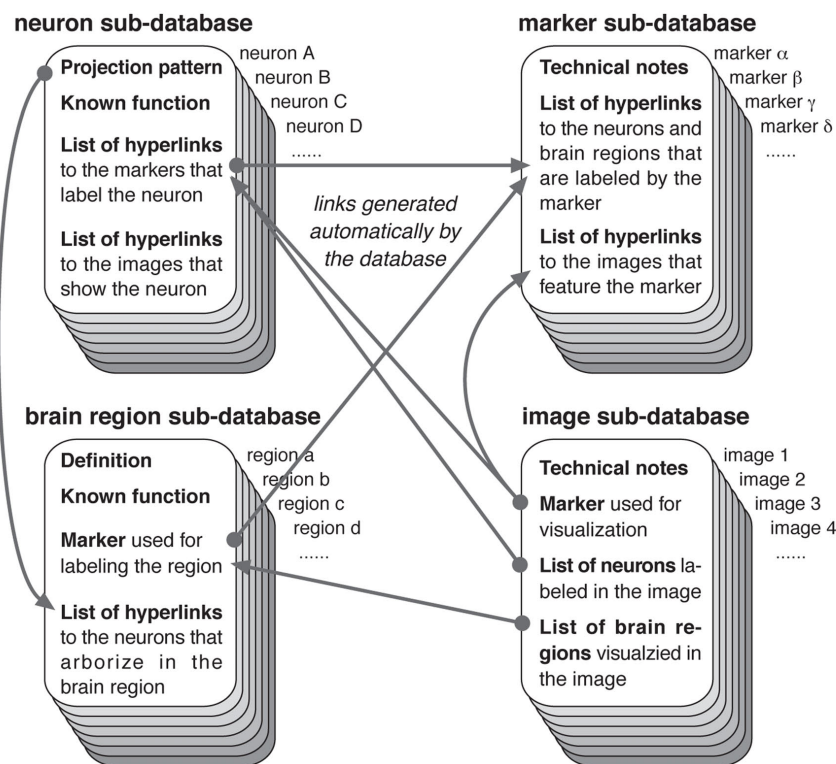 neuron sub-database
Projection pattern
Known function
List of hyperlinks
to the markers that
label the neuron
List of hyperlinks
to the images that
show the neuron
neuron A
neuron B
neuron C
neuron D
......
links generated
automatically by
the database
marker sub-database
Technical notes
List of hyperlinks
to the neurons and
brain regions that
are labeled by the
marker
List of hyperlinks
to the images that
feature the marker
marker α
marker β
marker γ
marker δ
......
brain region sub-database
Definition
Known function
Marker used for
labeling the region
List of hyperlinks
to the neurons that
arborize in the
brain region
region a
region b
region c
region d
......
image sub-database
Technical notes
Marker used for
visualization
List of neurons la-
beled in the image
List of brain re-
gions visualzied in
the image
image 1
image 2
image 3
image 4
......